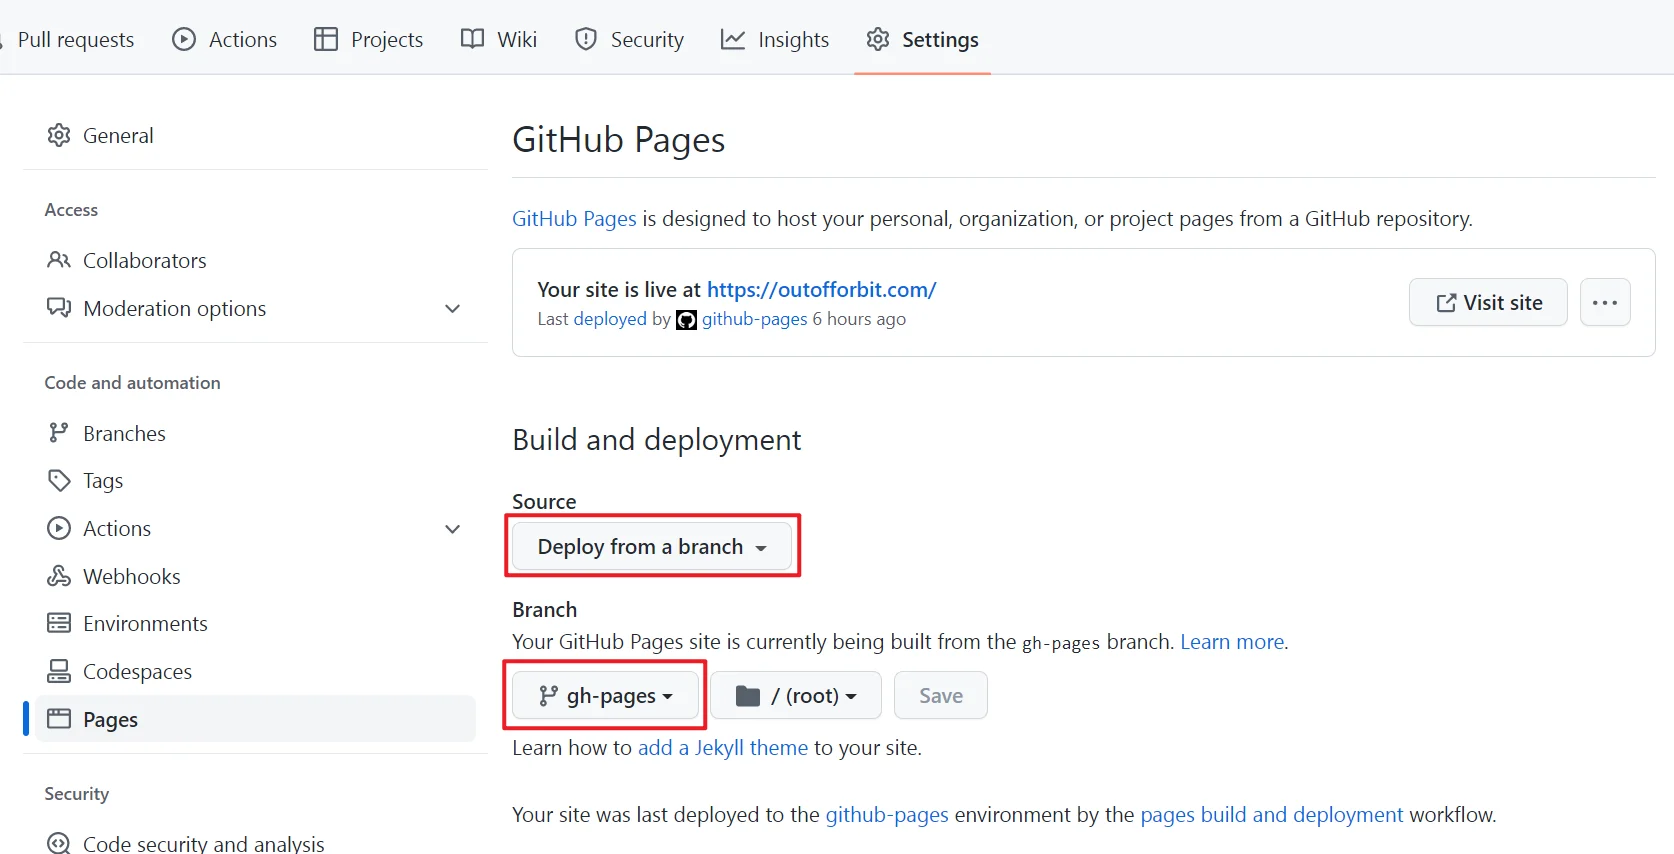 Pull requests Actions Projects Wiki Security Insights Settings
General
Access
Collaborators
Moderation options
Code and automation
Branches
Tags
Actions
Webhooks
Environments
Codespaces
Pages
Security
Code security and analysis
GitHub Pages
GitHub Pages is designed to host your personal, organization, or project pages from a GitHub repository.
Your site is live at https://outofforbit.com/
Last deployed by github-pages 6 hours ago
Visit site
Build and deployment
Source
Deploy from a branch
Branch
Your GitHub Pages site is currently being built from the gh-pages branch. Learn more.
gh-pages / (root) Save
Learn how to add a Jekyll theme to your site.
Your site was last deployed to the github-pages environment by the pages build and deployment workflow.